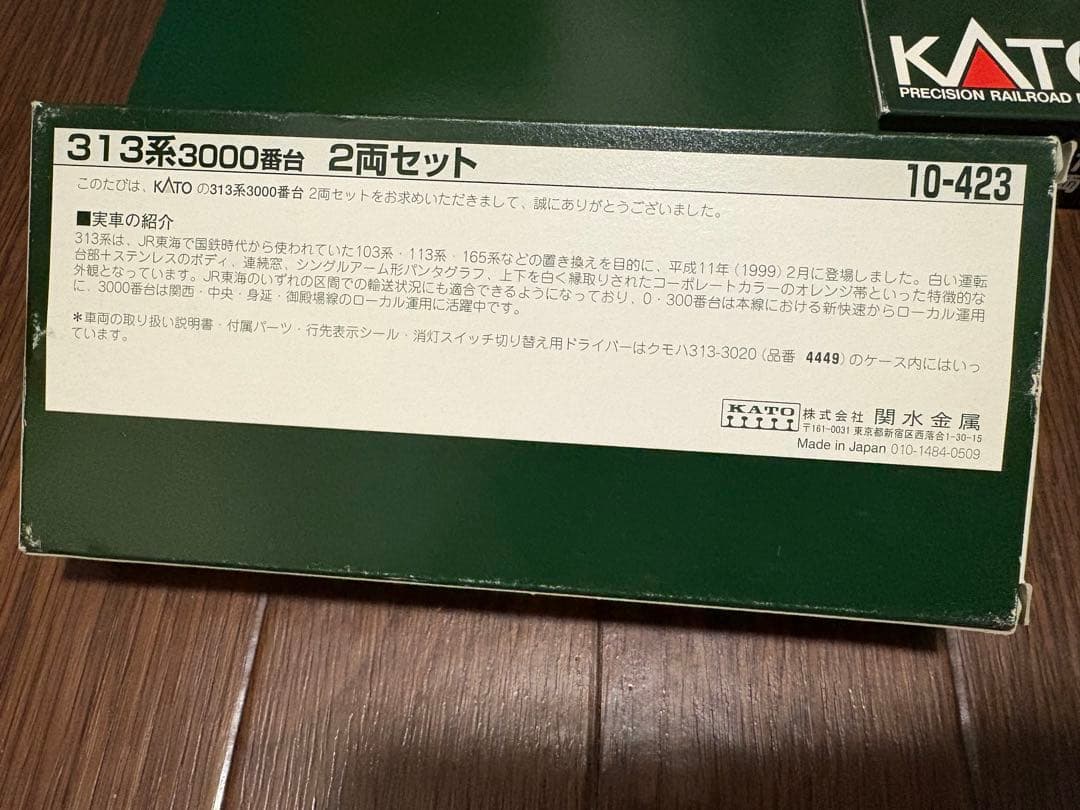 KATO
PRECISION RAILROAD
313系3000番台 2両セット
10-423
このたびは、KATOの313系3000番台 2両セットをお求めいただきまして、誠にありがとうございました。
■実車の紹介
313系は、JR東海で国鉄時代から使われていた103系・113系・165系などの置き換えを目的に、平成11年（1999）2月に登場しました。白い運転
台部＋ステンレスのボディ、連続窓、シングルアーム形パンタグラフ、上下を白く縁取りされたコーポレートカラーのオレンジ帯といった特徴的な
外観となっています。JR東海のいずれの区間での輸送状況にも適合できるようになっており、0・300番台は本線における新快速からローカル運用
に、3000番台は関西・中央・身延・御殿場線のローカル運用に活躍中です。
＊車両の取り扱い説明書・付属パーツ・行先表示シール・消灯スイッチ切り替え用ドライバーはクモハ313-3020（品番 4449）のケース内にはいっ
ています。
KATO 株式会社 関水金属
〒161-0031 東京都新宿区西落合1-30-15
Made in Japan 010-1484-0509